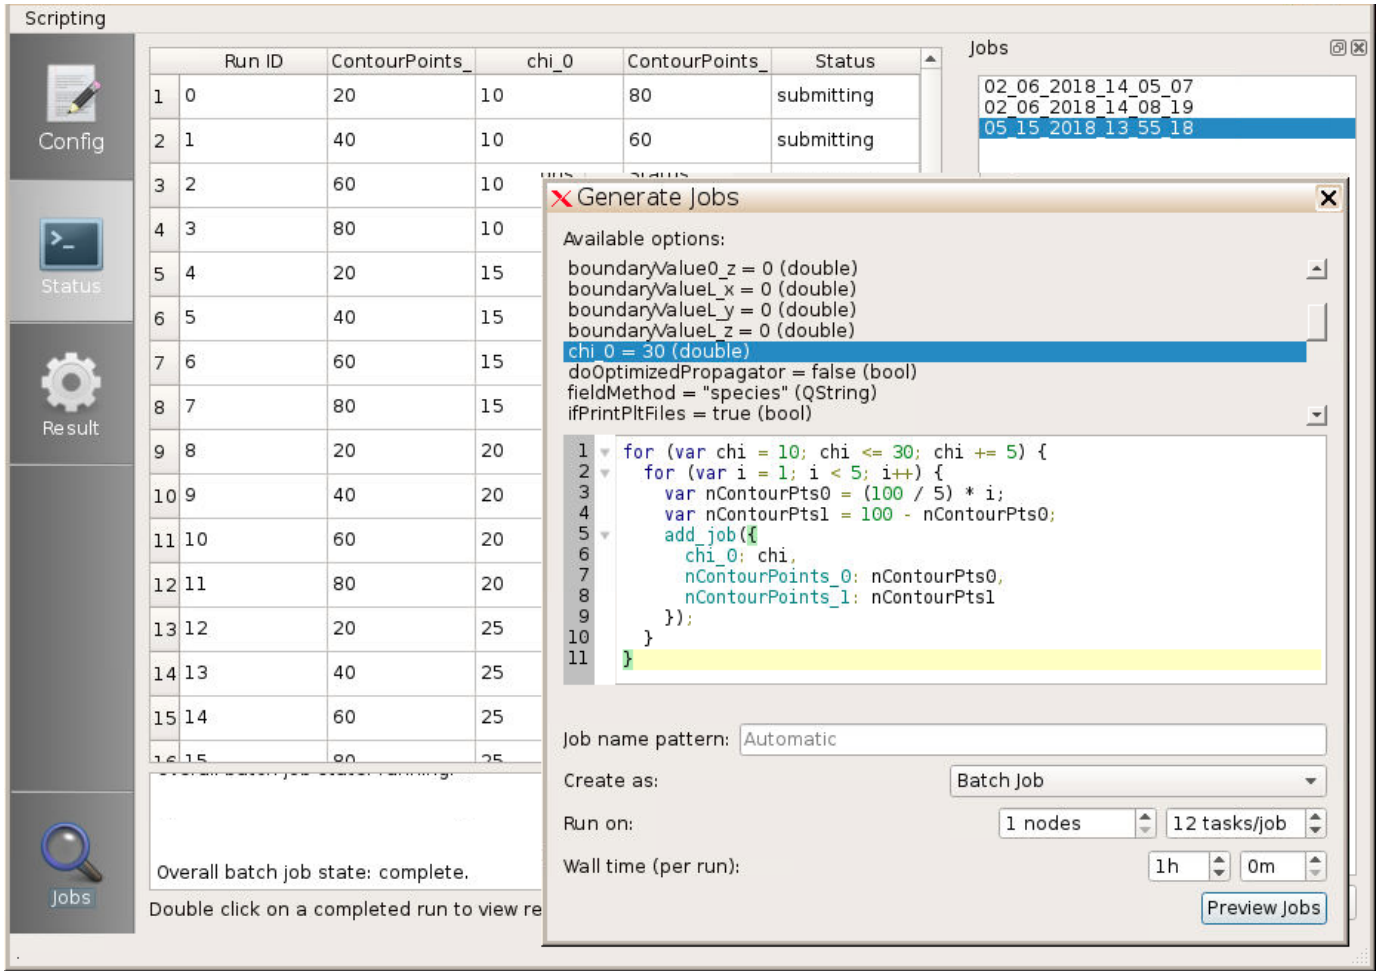 Scripting
Config
Status
Result
Jobs
Run ID ContourPoints_ chi_0 ContourPoints_ Status
1 0 20 10 80 submitting
2 1 40 10 60 submitting
3 2 60 10
4 3 80 10
5 4 20 15
6 5 40 15
7 6 60 15
8 7 80 15
9 8 20 20
10 9 40 20
11 10 60 20
12 11 80 20
13 12 20 25
14 13 40 25
15 14 60 25
16 15 80 25
Overall batch job state: running.
Overall batch job state: complete.
Double click on a completed run to view re
Jobs
02_06_2018_14_05_07
02_06_2018_14_08_19
05_15_2018_13_55_18
Generate Jobs
Available options:
boundaryValue0_z = 0 (double)
boundaryValueL_x = 0 (double)
boundaryValueL_y = 0 (double)
boundaryValueL_z = 0 (double)
chi_0 = 30 (double)
doOptimizedPropagator = false (bool)
fieldMethod = "species" (QString)
ifPrintPltFiles = true (bool)
1 for (var chi = 10; chi <= 30; chi += 5) {
2 for (var i = 1; i < 5; i++) {
3 var nContourPts0 = (100 / 5) * i;
4 var nContourPts1 = 100 - nContourPts0;
5 add_job({
6 chi_0: chi,
7 nContourPoints_0: nContourPts0,
8 nContourPoints_1: nContourPts1
9 });
10 }
11 }
Job name pattern: Automatic
Create as: Batch Job
Run on: 1 nodes 12 tasks/job
Wall time (per run): 1h 0m
Preview Jobs